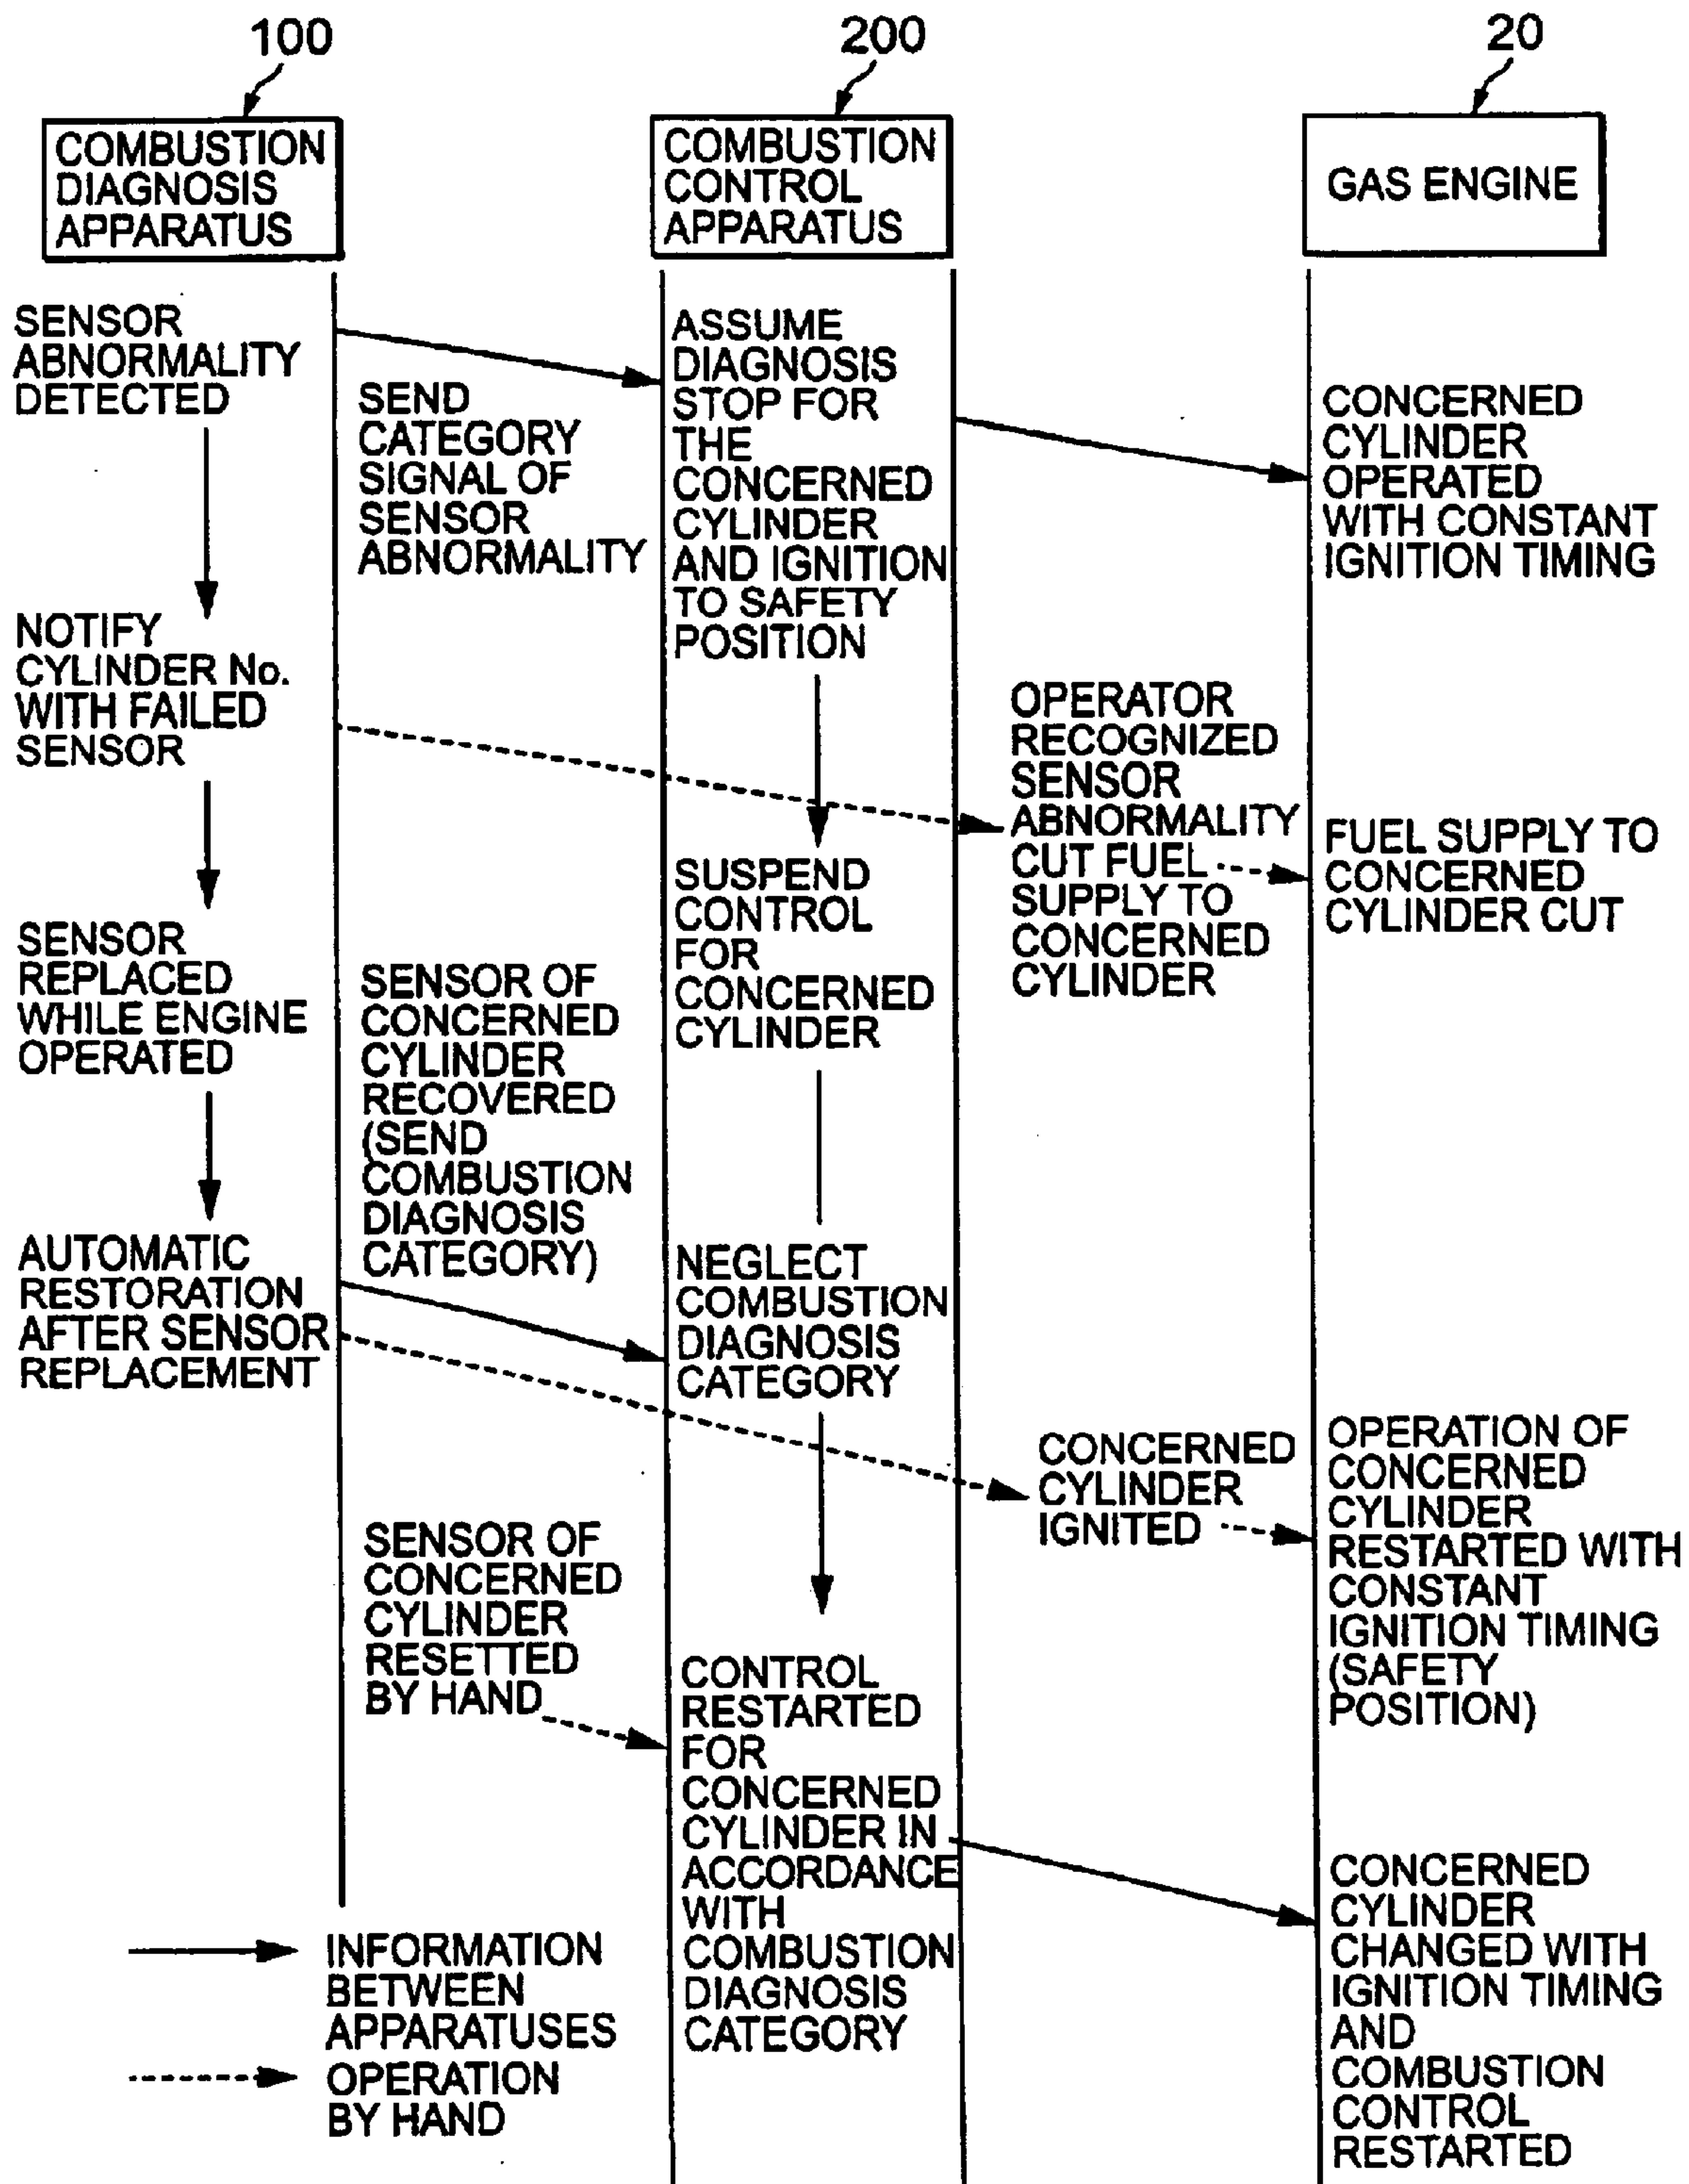 100
200
20
COMBUSTION
DIAGNOSIS
APPARATUS
COMBUSTION
CONTROL
APPARATUS
GAS ENGINE
SENSOR
ABNORMALITY
DETECTED
SEND
CATEGORY
SIGNAL OF
SENSOR
ABNORMALITY
ASSUME
DIAGNOSIS
STOP FOR
THE
CONCERNED
CYLINDER
AND IGNITION
TO SAFETY
POSITION
CONCERNED
CYLINDER
OPERATED
WITH CONSTANT
IGNITION TIMING
NOTIFY
CYLINDER No.
WITH FAILED
SENSOR
OPERATOR
RECOGNIZED
SENSOR
ABNORMALITY
CUT FUEL
SUPPLY TO
CONCERNED
CYLINDER
FUEL SUPPLY TO
CONCERNED
CYLINDER CUT
SUSPEND
CONTROL
FOR
CONCERNED
CYLINDER
SENSOR
REPLACED
WHILE ENGINE
OPERATED
SENSOR OF
CONCERNED
CYLINDER
RECOVERED
(SEND
COMBUSTION
DIAGNOSIS
CATEGORY)
AUTOMATIC
RESTORATION
AFTER SENSOR
REPLACEMENT
NEGLECT
COMBUSTION
DIAGNOSIS
CATEGORY
CONCERNED
CYLINDER
IGNITED
OPERATION OF
CONCERNED
CYLINDER
RESTARTED WITH
CONSTANT
IGNITION TIMING
(SAFETY
POSITION)
SENSOR OF
CONCERNED
CYLINDER
RESETTED
BY HAND
CONTROL
RESTARTED
FOR
CONCERNED
CYLINDER IN
ACCORDANCE
WITH
COMBUSTION
DIAGNOSIS
CATEGORY
CONCERNED
CYLINDER
CHANGED WITH
IGNITION TIMING
AND
COMBUSTION
CONTROL
RESTARTED
INFORMATION
BETWEEN
APPARATUSES
OPERATION
BY HAND